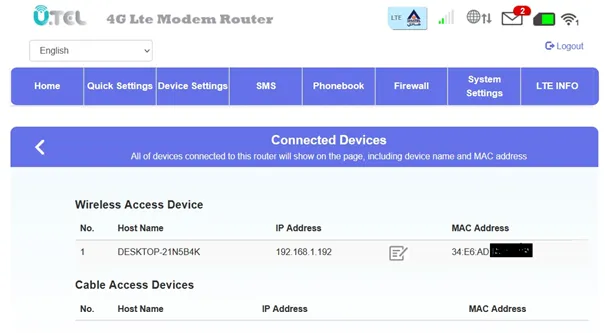 U.TEL 4G Lte Modem Router
LTE
2
1
English
Logout
Home Quick Settings Device Settings SMS Phonebook Firewall System Settings LTE INFO
Connected Devices
All of devices connected to this router will show on the page, including device name and MAC address
Wireless Access Device
No. Host Name IP Address MAC Address
1 DESKTOP-21N5B4K 192.168.1.192 34:E6:AD
Cable Access Devices
No. Host Name IP Address MAC Address